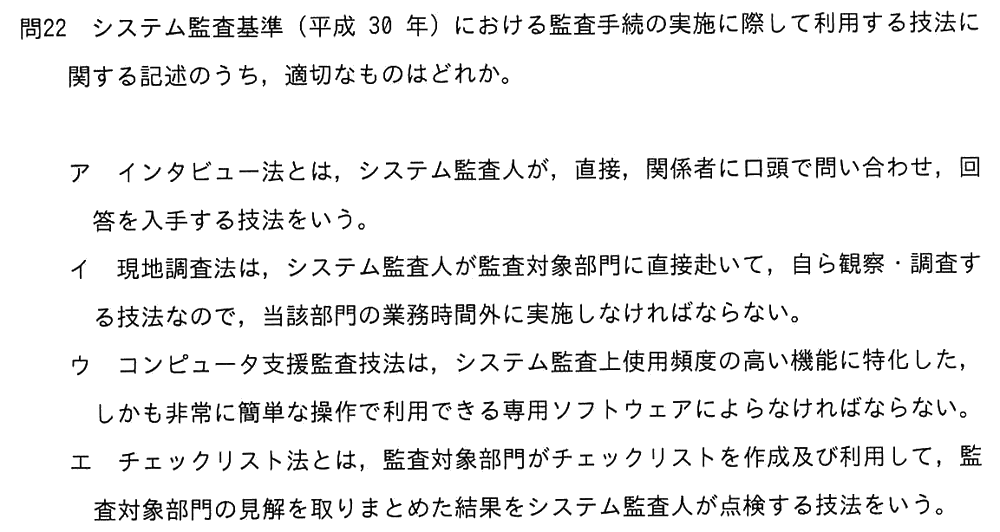 問22 システム監査基準（平成 30 年）における監査手続の実施に際して利用する技法に
関する記述のうち，適切なものはどれか。
ア インタビュー法とは，システム監査人が，直接，関係者に口頭で問い合わせ，回
答を入手する技法をいう。
イ 現地調査法は，システム監査人が監査対象部門に直接赴いて，自ら観察・調査す
る技法なので，当該部門の業務時間外に実施しなければならない。
ウ コンピュータ支援監査技法は，システム監査上使用頻度の高い機能に特化した，
しかも非常に簡単な操作で利用できる専用ソフトウェアによらなければならない。
エ チェックリスト法とは，監査対象部門がチェックリストを作成及び利用して，監
査対象部門の見解を取りまとめた結果をシステム監査人が点検する技法をいう。